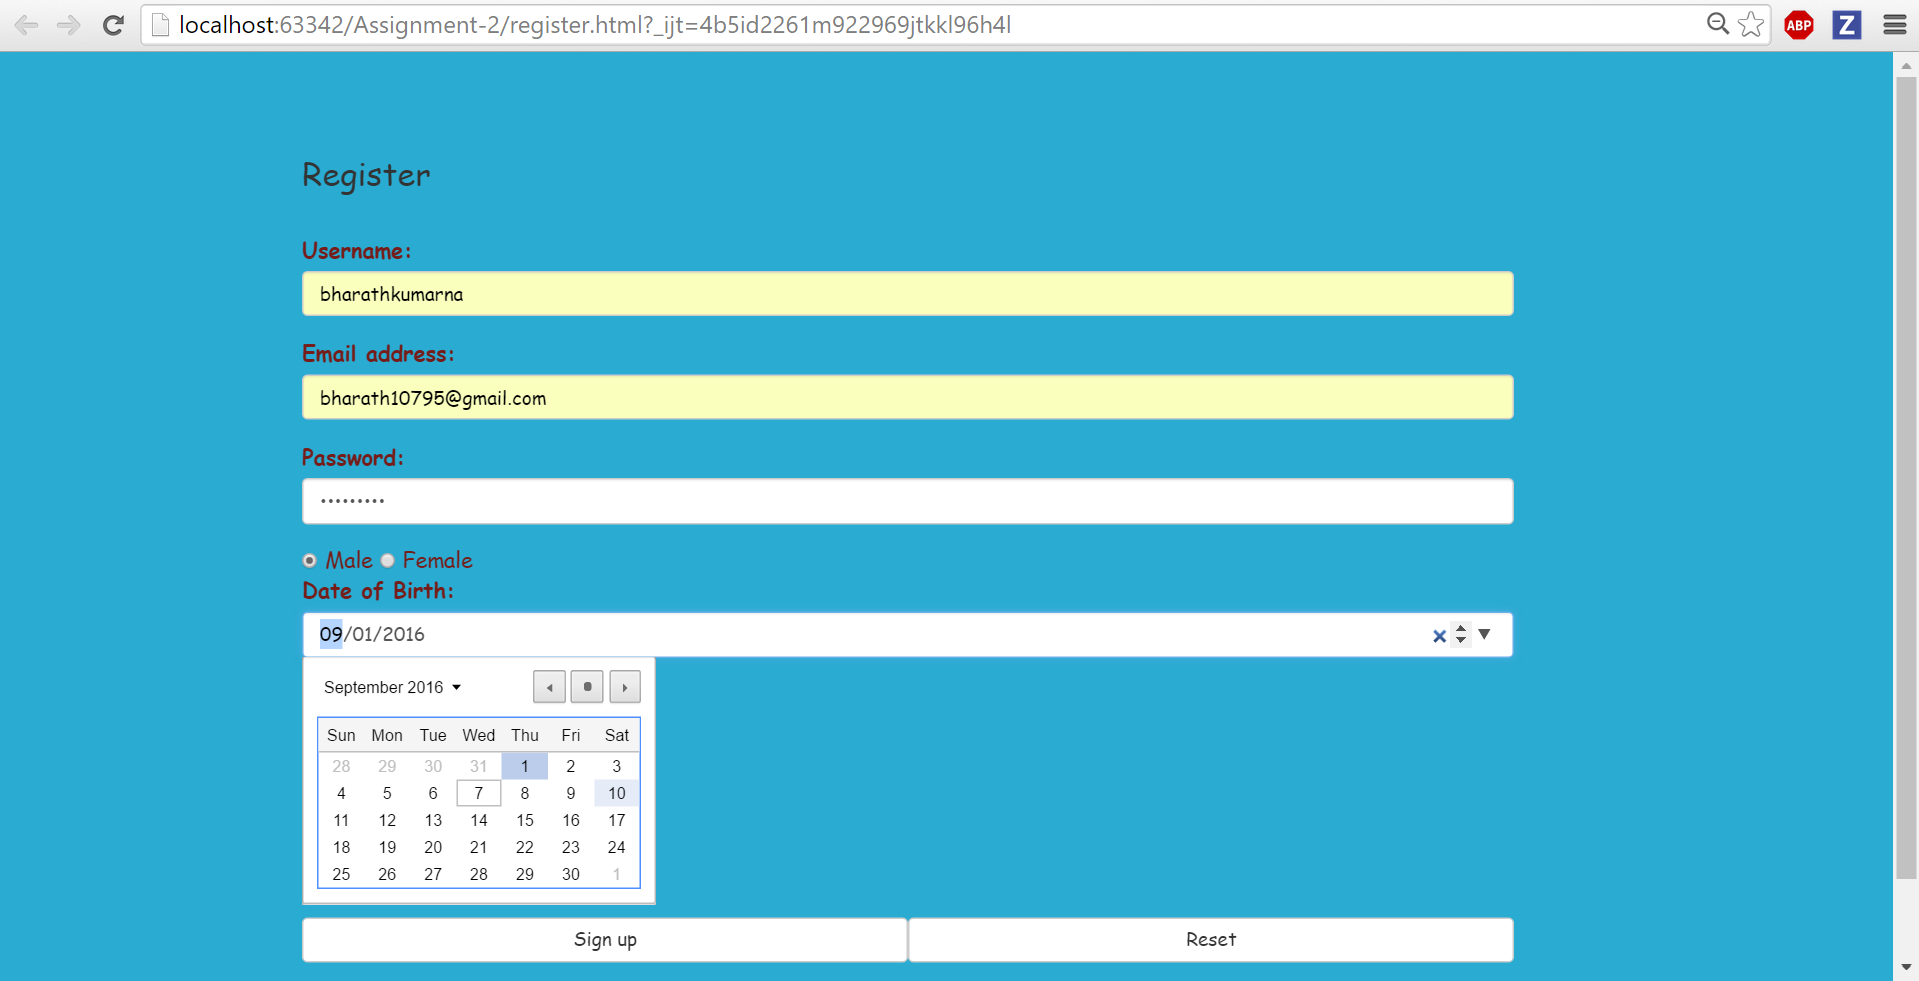 localhost:63342/Assignment-2/register.html?_ijt=4b5id2261m922969jtkkl96h4l
ABP
Z
Register
Username:
bharathkumarna
Email address:
bharath10795@gmail.com
Password:
•••••••••
Male Female
Date of Birth:
09/01/2016
September 2016
Sun Mon Tue Wed Thu Fri Sat
28 29 30 31 1 2 3
4 5 6 7 8 9 10
11 12 13 14 15 16 17
18 19 20 21 22 23 24
25 26 27 28 29 30 1
Sign up Reset